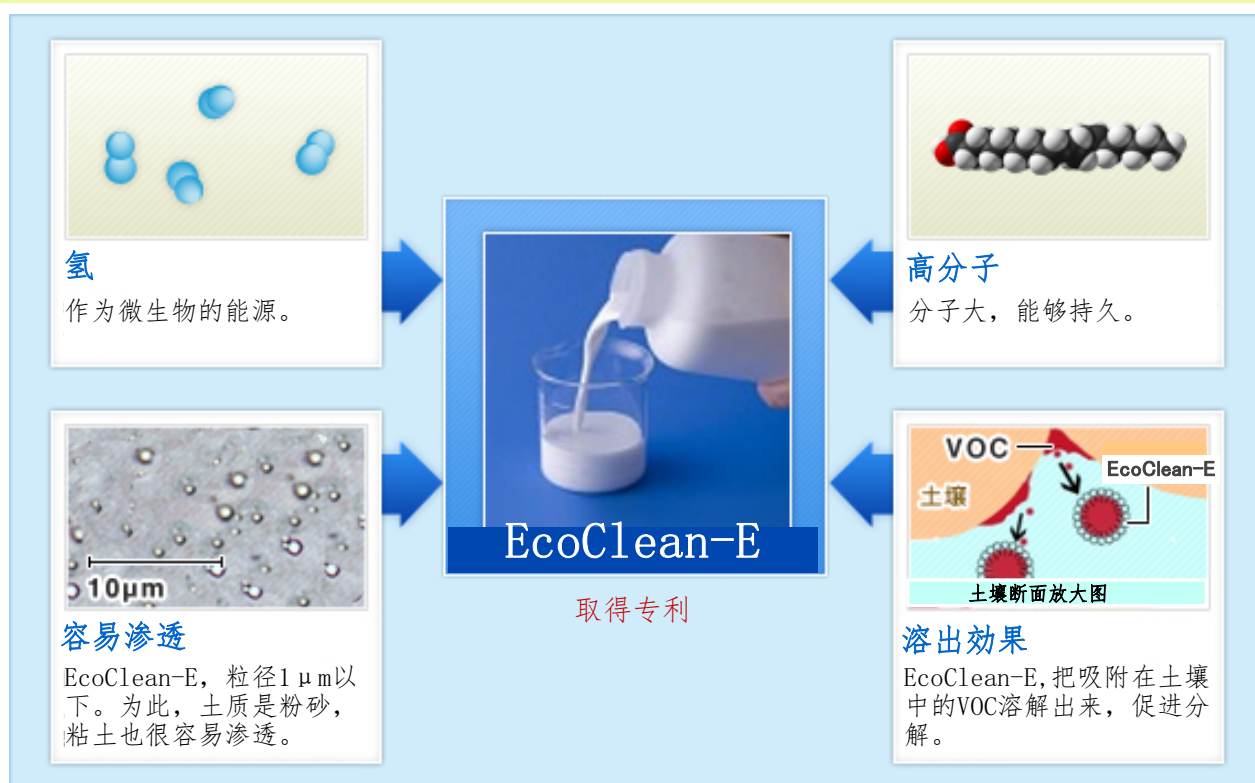 氢
作为微生物的能源。
高分子
分子大, 能够持久。
EcoClean-E
取得专利
10μm
容易渗透
EcoClean-E, 粒径1μm以
下。为此, 土质是粉砂,
粘土也很容易渗透。
VOC
EcoClean-E
土壤
土壤断面放大图
溶出效果
EcoClean-E,把吸附在土壤
中的VOC溶解出来, 促进分
解。